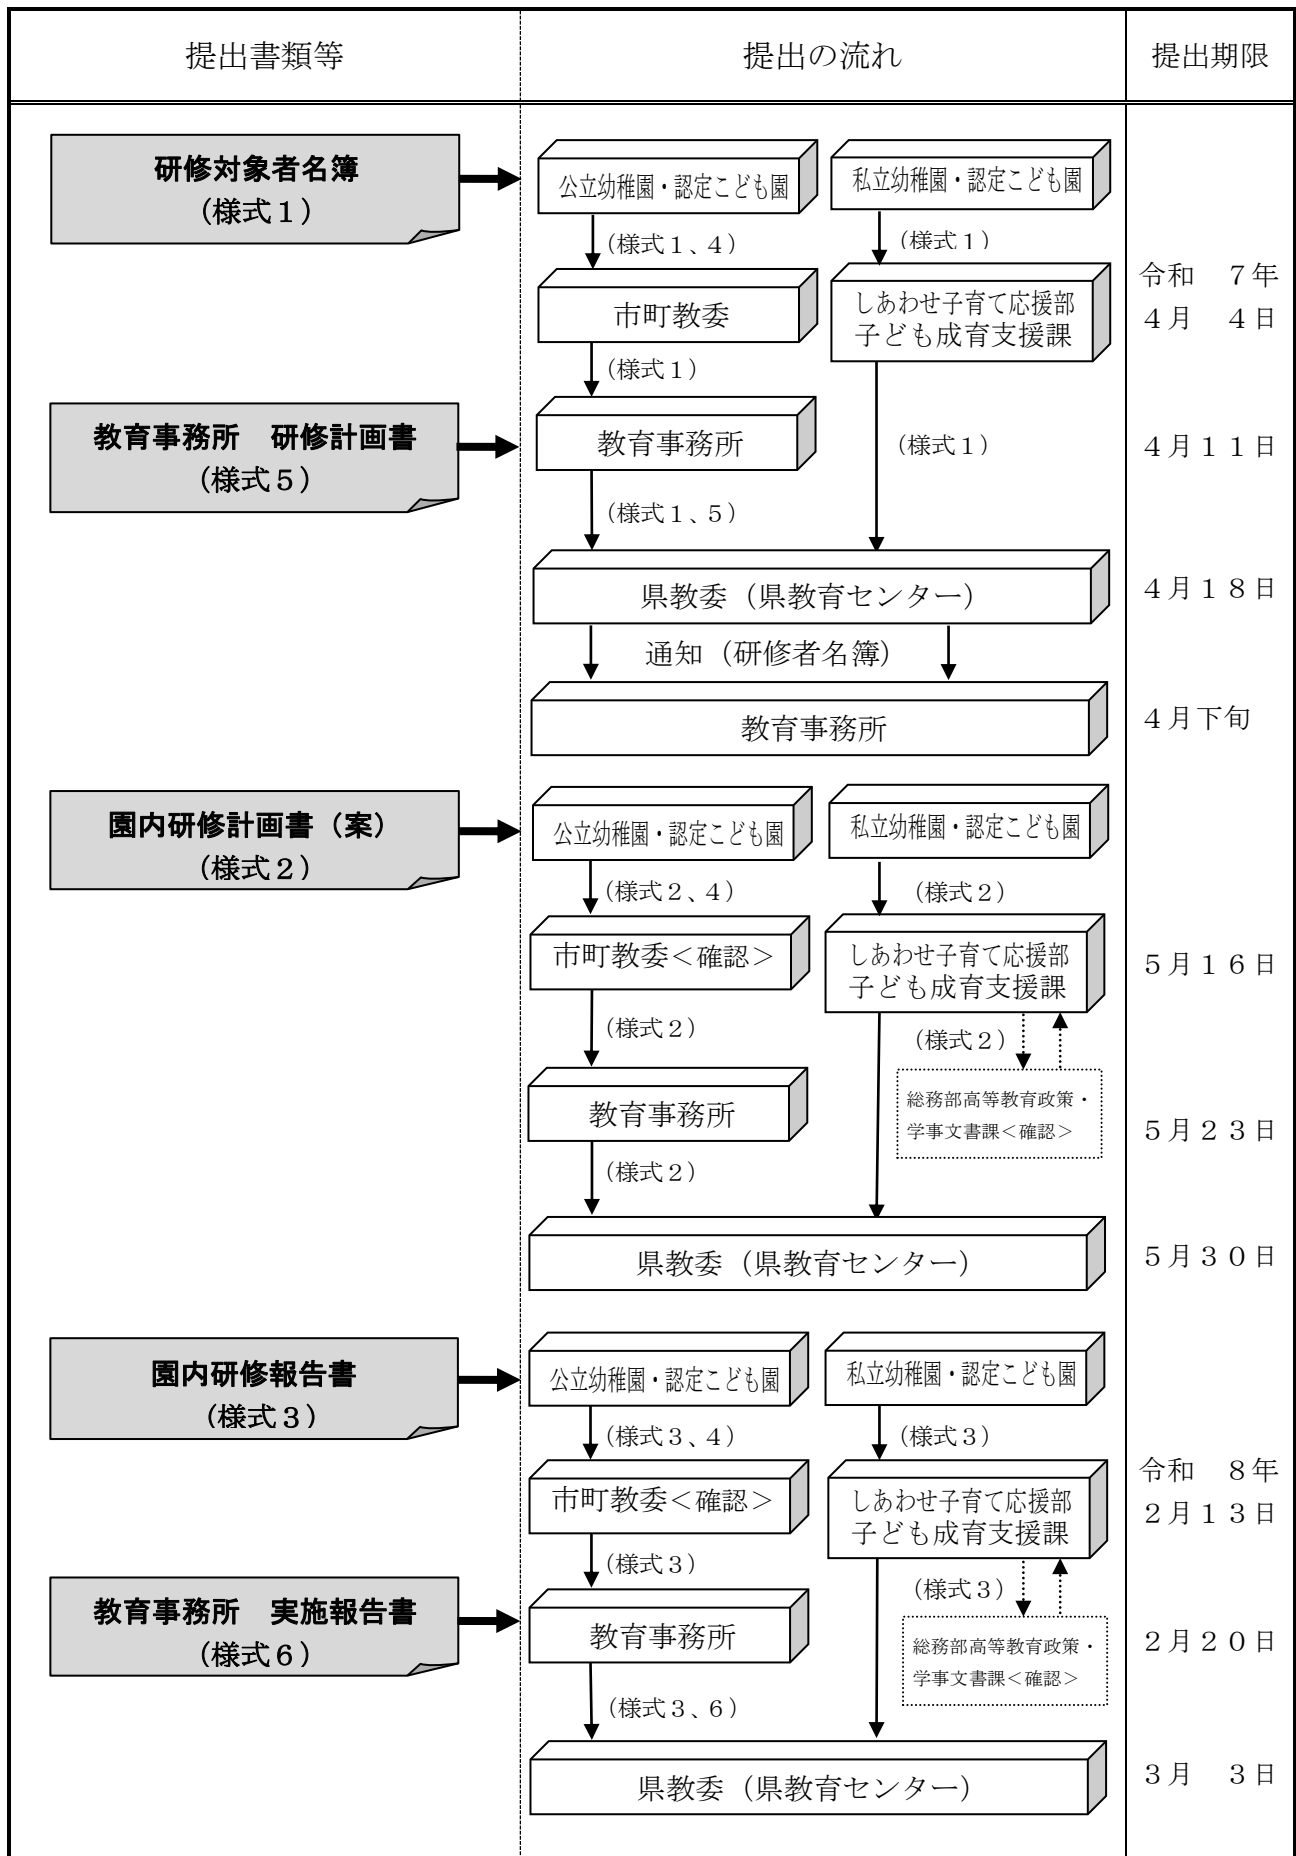 提出書類等
提出の流れ
提出期限
研修対象者名簿
（様式１）
公立幼稚園・認定こども園
私立幼稚園・認定こども園
（様式１、４）
（様式１）
市町教委
しあわせ子育て応援部
子ども成育支援課
令和　７年
４月　４日
（様式１）
教育事務所　研修計画書
（様式５）
教育事務所
（様式１）
４月１１日
（様式１、５）
県教委（県教育センター）
４月１８日
通知（研修者名簿）
教育事務所
４月下旬
園内研修計画書（案）
（様式２）
公立幼稚園・認定こども園
私立幼稚園・認定こども園
（様式２、４）
（様式２）
市町教委＜確認＞
しあわせ子育て応援部
子ども成育支援課
５月１６日
（様式２）
（様式２）
教育事務所
総務部高等教育政策・
学事文書課＜確認＞
５月２３日
（様式２）
県教委（県教育センター）
５月３０日
園内研修報告書
（様式３）
公立幼稚園・認定こども園
私立幼稚園・認定こども園
（様式３、４）
（様式３）
市町教委＜確認＞
しあわせ子育て応援部
子ども成育支援課
令和　８年
２月１３日
（様式３）
（様式３）
教育事務所　実施報告書
（様式６）
教育事務所
総務部高等教育政策・
学事文書課＜確認＞
２月２０日
（様式３、６）
県教委（県教育センター）
３月　３日